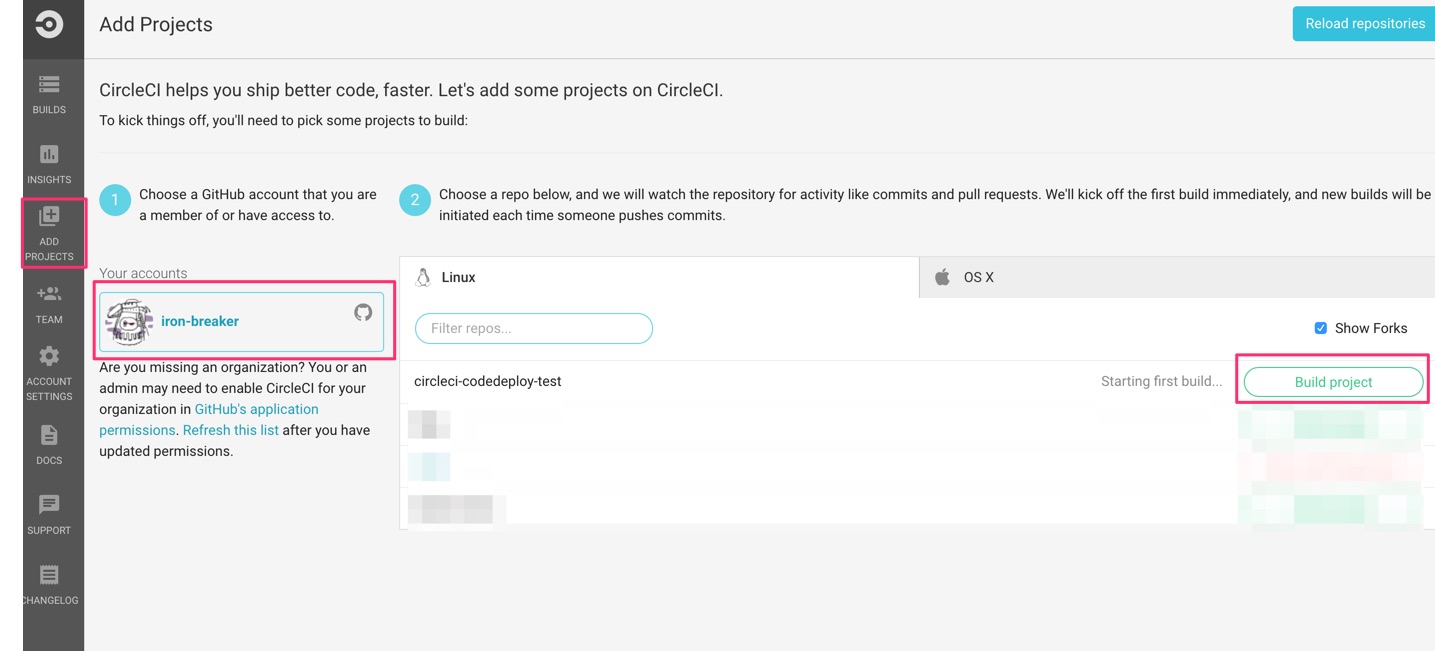 Add Projects
Reload repositories
BUILDS
INSIGHTS
ADD
PROJECTS
TEAM
ACCOUNT
SETTINGS
DOCS
SUPPORT
CHANGELOG
CircleCI helps you ship better code, faster. Let's add some projects on CircleCI.
To kick things off, you'll need to pick some projects to build:
1
Choose a GitHub account that you are
a member of or have access to.
2
Choose a repo below, and we will watch the repository for activity like commits and pull requests. We'll kick off the first build immediately, and new builds will be
initiated each time someone pushes commits.
Your accounts
iron-breaker
Are you missing an organization? You or an
admin may need to enable CircleCI for your
organization in GitHub's application
permissions. Refresh this list after you have
updated permissions.
Linux
OS X
Filter repos...
Show Forks
circleci-codedeploy-test
Starting first build...
Build project